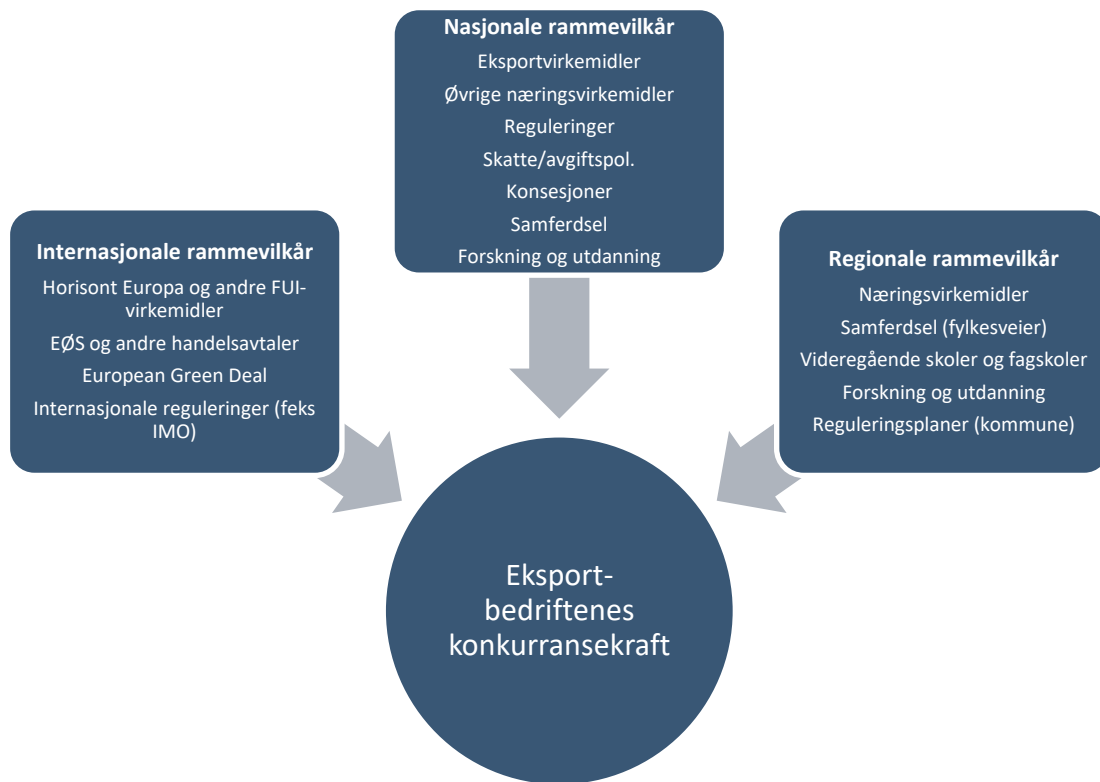 Nasjonale rammevilkår
Eksportvirkemidler
Øvrige næringsvirkemidler
Reguleringer
Skatte/avgiftspol.
Konsesjoner
Samferdsel
Forskning og utdanning
Internasjonale rammevilkår
Horisont Europa og andre FUI-
virkemidler
EØS og andre handelsavtaler
European Green Deal
Internasjonale reguleringer (feks
IMO)
Regionale rammevilkår
Næringsvirkemidler
Samferdsel (fylkesveier)
Videregående skoler og fagskoler
Forskning og utdanning
Reguleringsplaner (kommune)
Eksport-
bedriftenes
konkurransekraft